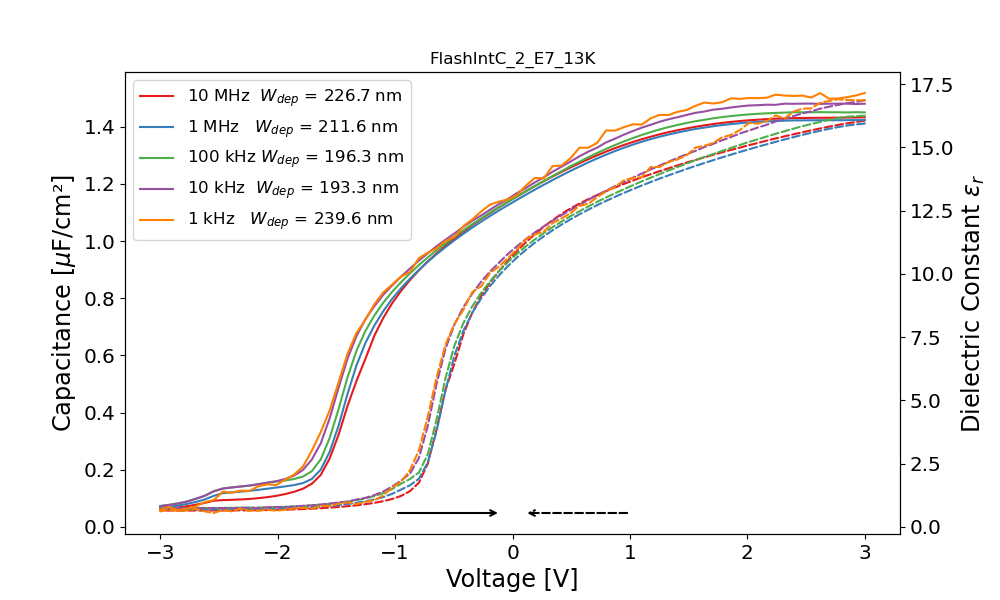 FlashIntC_2_E7_13K
10 MHz W_dep = 226.7 nm
1 MHz W_dep = 211.6 nm
100 kHz W_dep = 196.3 nm
10 kHz W_dep = 193.3 nm
1 kHz W_dep = 239.6 nm
Capacitance [μF/cm²]
1.4
1.2
1.0
0.8
0.6
0.4
0.2
0.0
17.5
15.0
12.5
10.0
7.5
5.0
2.5
0.0
Dielectric Constant ε_r
−3 −2 −1 0 1 2 3
Voltage [V]